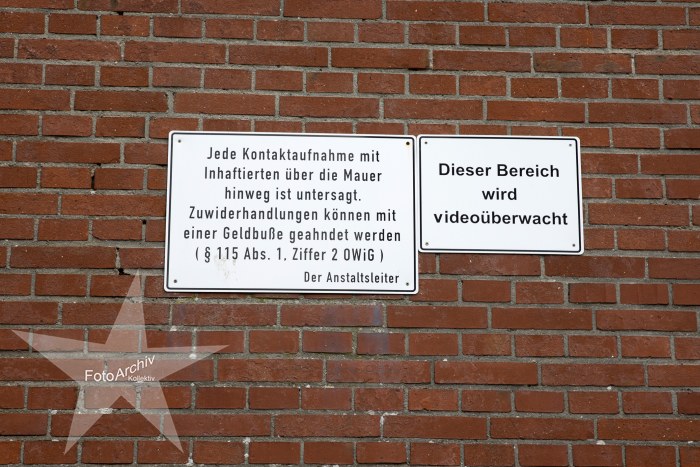 Jede Kontaktaufnahme mit
Inhaftierten über die Mauer
hinweg ist untersagt.
Zuwiderhandlungen können mit
einer Geldbuße geahndet werden
( § 115 Abs. 1, Ziffer 2 OWiG )
Der Anstaltsleiter
Dieser Bereich
wird
videoüberwacht
FotoArchiv
Kollektiv